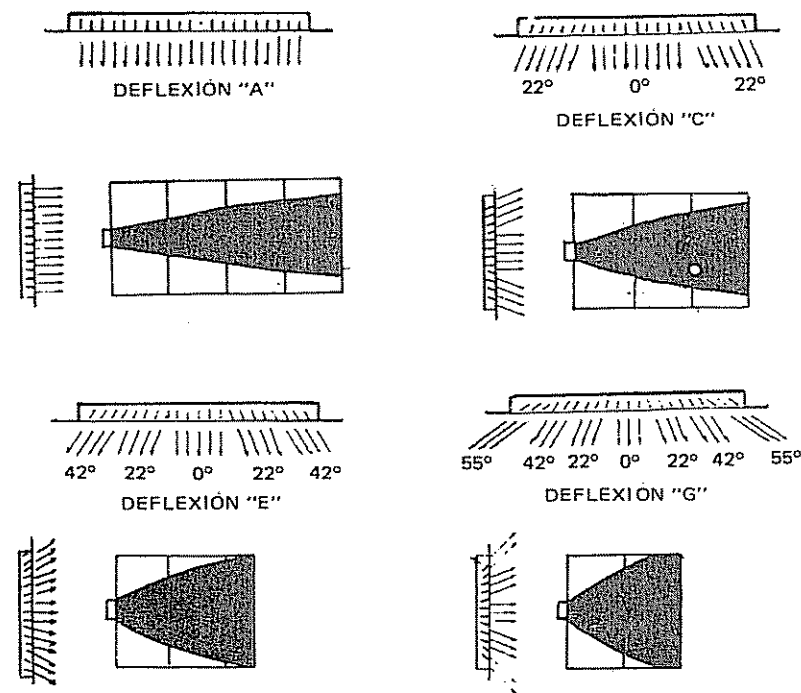 DEFLEXIÓN "A"
22° 0° 22°
DEFLEXIÓN "C"
42° 22° 0° 22° 42°
DEFLEXIÓN "E"
55° 42° 22° 0° 22° 42° 55°
DEFLEXIÓN "G"